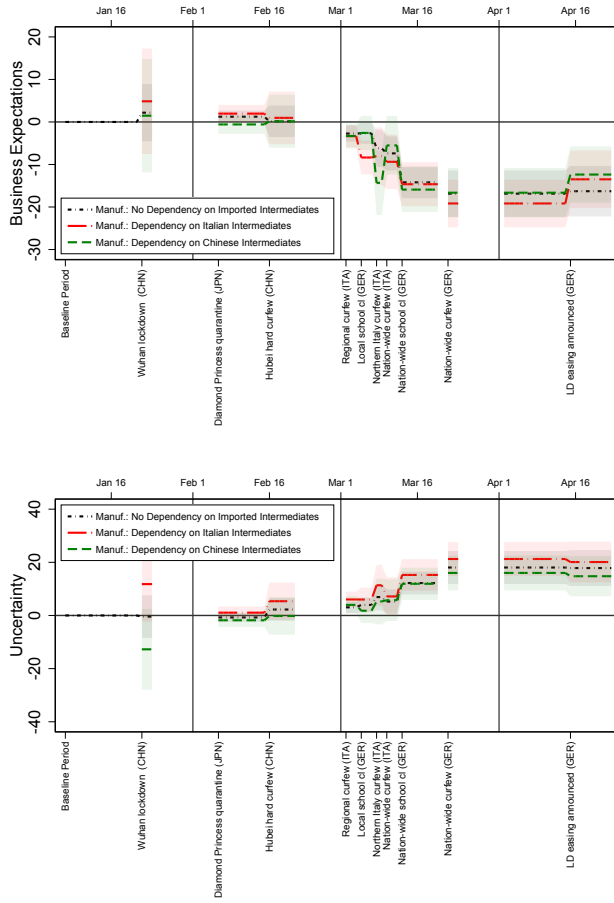 Jan 16 Feb 1 Feb 16 Mar 1 Mar 16 Apr 1 Apr 16
Business Expectations
20
10
0
-10
-20
-30
Manuf.: No Dependency on Imported Intermediates
Manuf.: Dependency on Italian Intermediates
Manuf.: Dependency on Chinese Intermediates
Baseline Period
Wuhan lockdown (CHN)
Diamond Princess quarantine (JPN)
Hubei hard curfew (CHN)
Regional curfew (ITA)
Local school cl (GER)
Northern Italy curfew (ITA)
Nation-wide curfew (ITA)
Nation-wide school cl (GER)
Nation-wide curfew (GER)
LD easing announced (GER)
Jan 16 Feb 1 Feb 16 Mar 1 Mar 16 Apr 1 Apr 16
Uncertainty
40
20
0
-20
-40
Manuf.: No Dependency on Imported Intermediates
Manuf.: Dependency on Italian Intermediates
Manuf.: Dependency on Chinese Intermediates
Baseline Period
Wuhan lockdown (CHN)
Diamond Princess quarantine (JPN)
Hubei hard curfew (CHN)
Regional curfew (ITA)
Local school cl (GER)
Northern Italy curfew (ITA)
Nation-wide curfew (ITA)
Nation-wide school cl (GER)
Nation-wide curfew (GER)
LD easing announced (GER)